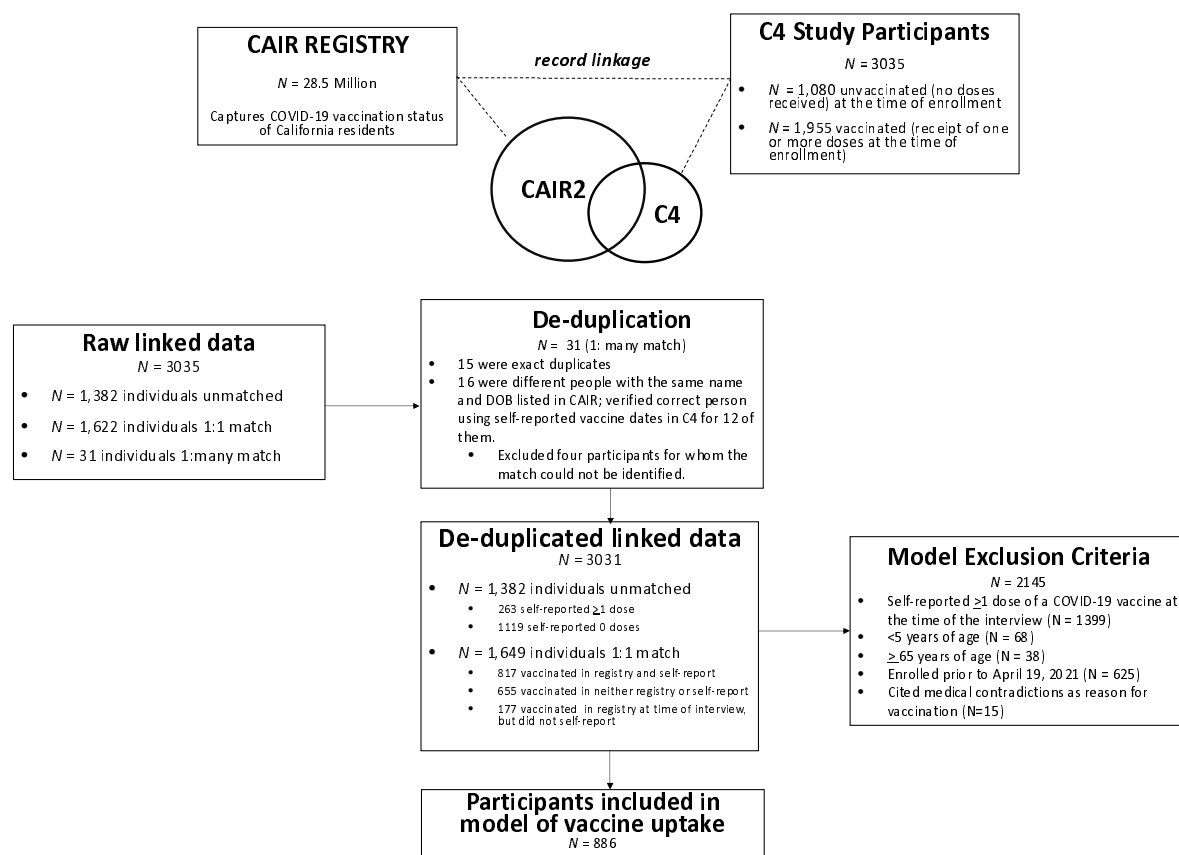 CAIR REGISTRY
N = 28.5 Million
Captures COVID-19 vaccination status
of California residents
record linkage
C4 Study Participants
N = 3035
• N = 1,080 unvaccinated (no doses
received) at the time of enrollment
• N = 1,955 vaccinated (receipt of one
or more doses at the time of
enrollment)
CAIR2
C4
Raw linked data
N = 3035
• N = 1,382 individuals unmatched
• N = 1,622 individuals 1:1 match
• N = 31 individuals 1:many match
De-duplication
N = 31 (1: many match)
• 15 were exact duplicates
• 16 were different people with the same
name and DOB listed in CAIR; verified correct person
using self-reported vaccine dates in C4 for 12 of
them.
• Excluded four participants for whom the
match could not be identified.
De-duplicated linked data
N = 3031
• N = 1,382 individuals unmatched
• 263 self-reported ≥1 dose
• 1119 self-reported 0 doses
• N = 1,649 individuals 1:1 match
• 817 vaccinated in registry and self-report
• 655 vaccinated in neither registry or self-report
• 177 vaccinated in registry at time of interview,
but did not self-report
Model Exclusion Criteria
N = 2145
• Self-reported ≥1 dose of a COVID-19 vaccine at
the time of the interview (N = 1399)
• <5 years of age (N = 68)
• ≥65 years of age (N = 38)
• Enrolled prior to April 19, 2021 (N = 625)
• Cited medical contradictions as reason for
vaccination (N=15)
Participants included in
model of vaccine uptake
N = 886